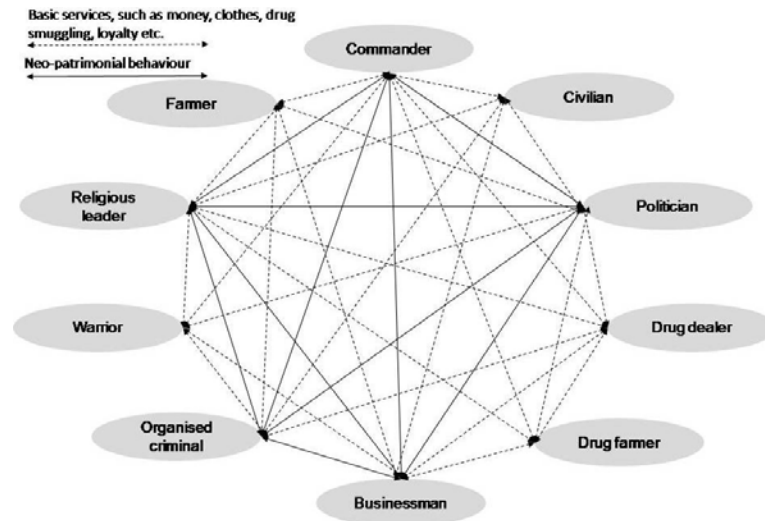 Basic services, such as money, clothes, drug
smuggling, loyalty etc.
Neo-patrimonial behaviour
Commander
Farmer
Civilian
Religious
leader
Politician
Warrior
Drug dealer
Organised
criminal
Drug farmer
Businessman